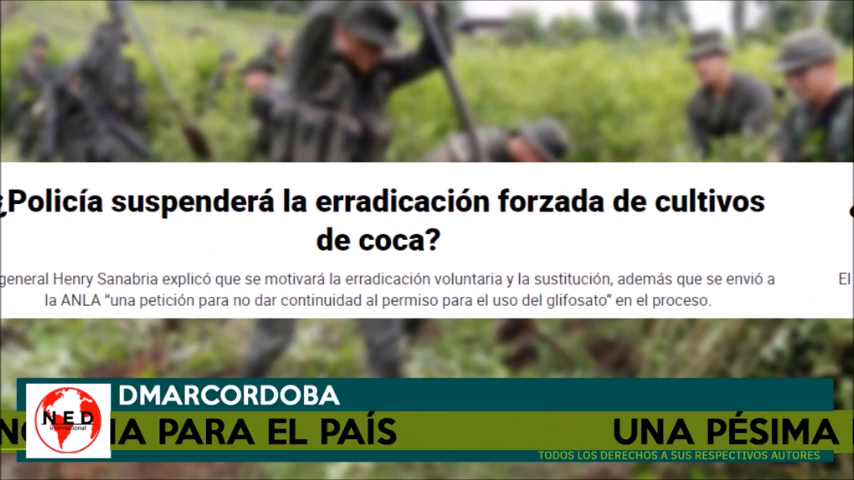 ¿Policía suspenderá la erradicación forzada de cultivos
de coca?
general Henry Sanabria explicó que se motivará la erradicación voluntaria y la sustitución, además que se envió a
El
la ANLA “una petición para no dar continuidad al permiso para el uso del glifosato” en el proceso.
DMARCORDOBA
NED
internacional
PARA EL PAÍS
UNA PÉSIMA
TODOS LOS DERECHOS A SUS RESPECTIVOS AUTORES